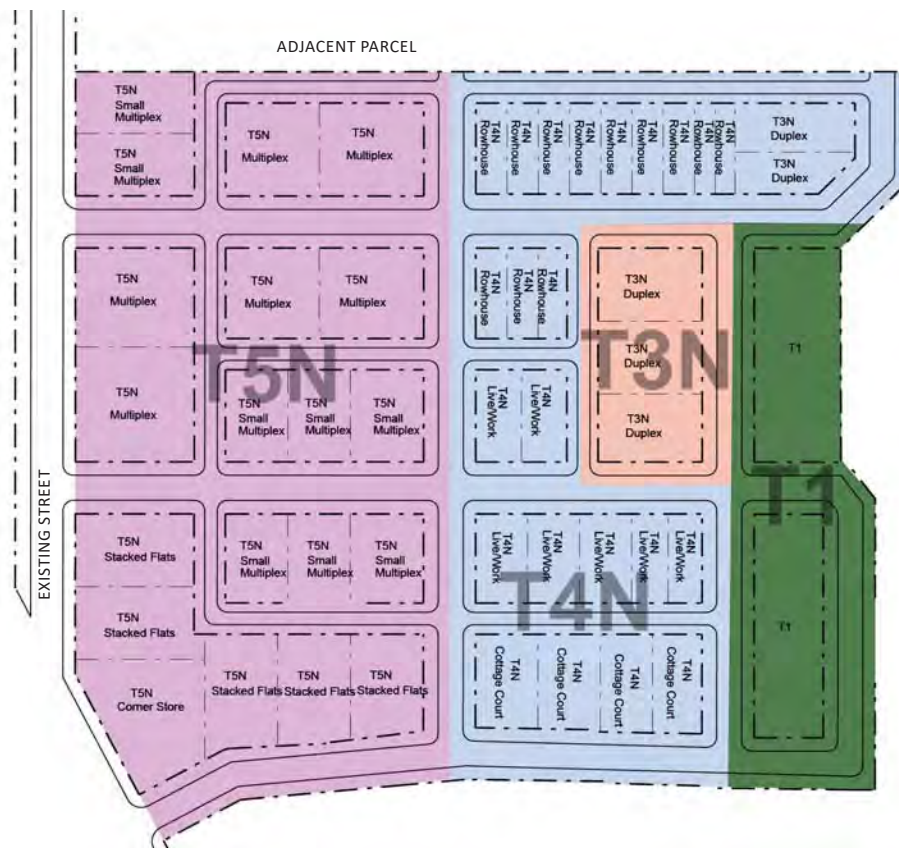 ADJACENT PARCEL
T5N
Small
Multiplex
T5N
Small
Multiplex
T5N
Multiplex
T5N
Multiplex
T4N
Rowhouse
T4N
Rowhouse
T4N
Rowhouse
T4N
Rowhouse
T4N
Rowhouse
T4N
Rowhouse
T4N
Rowhouse
T4N
Rowhouse
T4N
Rowhouse
T3N
Duplex
T3N
Duplex
T5N
Multiplex
T5N
Multiplex
T5N
Multiplex
T5N
Multiplex
T4N
Rowhouse
T4N
Rowhouse
T4N
Rowhouse
T3N
Duplex
T3N
Duplex
T3N
Duplex
T1
T5N
T3N
T5N
Small
Multiplex
T5N
Small
Multiplex
T5N
Small
Multiplex
T4N
Live/Work
T4N
Live/Work
T1
EXISTING STREET
T5N
Stacked Flats
T5N
Stacked Flats
T5N
Corner Store
T5N
Small
Multiplex
T5N
Small
Multiplex
T5N
Small
Multiplex
T4N
Live/Work
T4N
Live/Work
T4N
Live/Work
T4N
Live/Work
T4N
Live/Work
T4N
T1
T5N
Stacked Flats
T5N
Stacked Flats
T5N
Stacked Flats
T4N
Cottage Court
T4N
Cottage Court
T4N
Cottage Court
T4N
Cottage Court